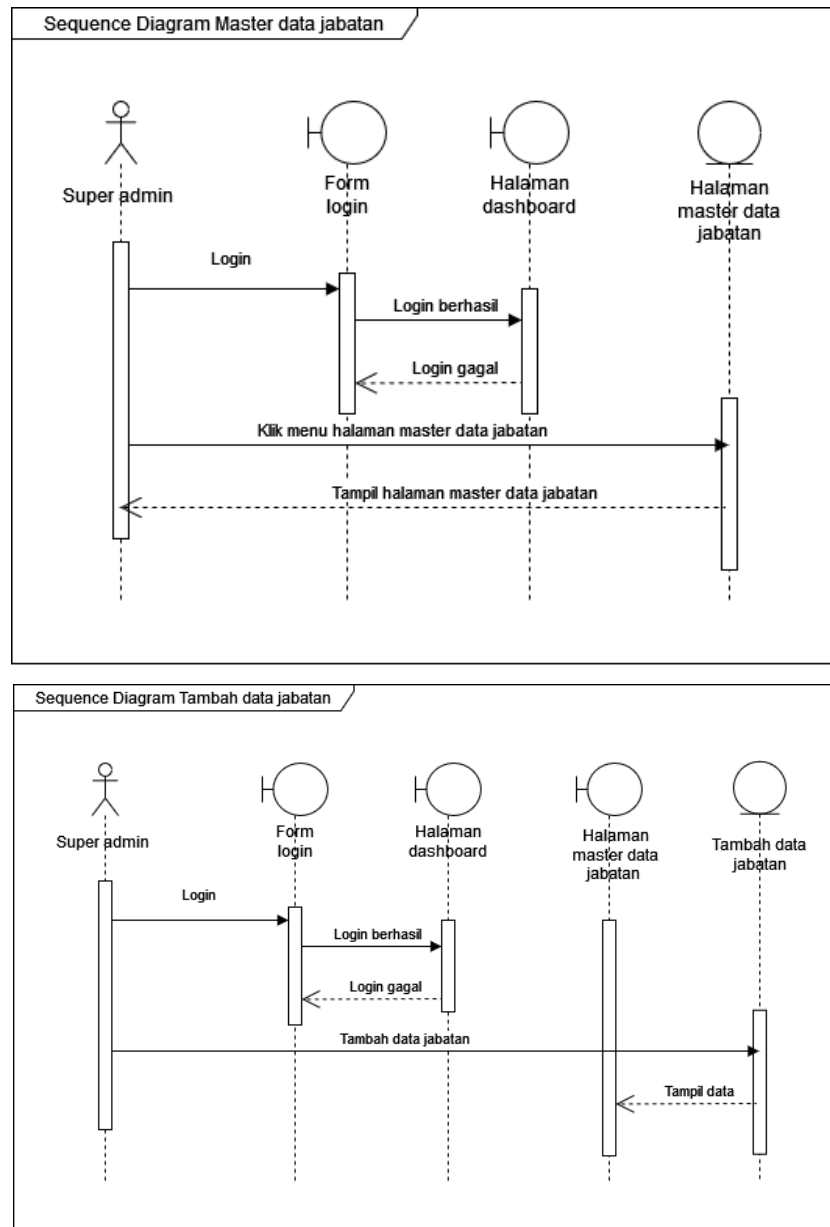 Sequence Diagram Master data jabatan
Super admin
Form
login
Halaman
dashboard
Halaman
master data
jabatan
Login
Login berhasil
Login gagal
Klik menu halaman master data jabatan
Tampil halaman master data jabatan
Sequence Diagram Tambah data jabatan
Super admin
Form
login
Halaman
dashboard
Halaman
master data
jabatan
Tambah data
jabatan
Login
Login berhasil
Login gagal
Tambah data jabatan
Tampil data